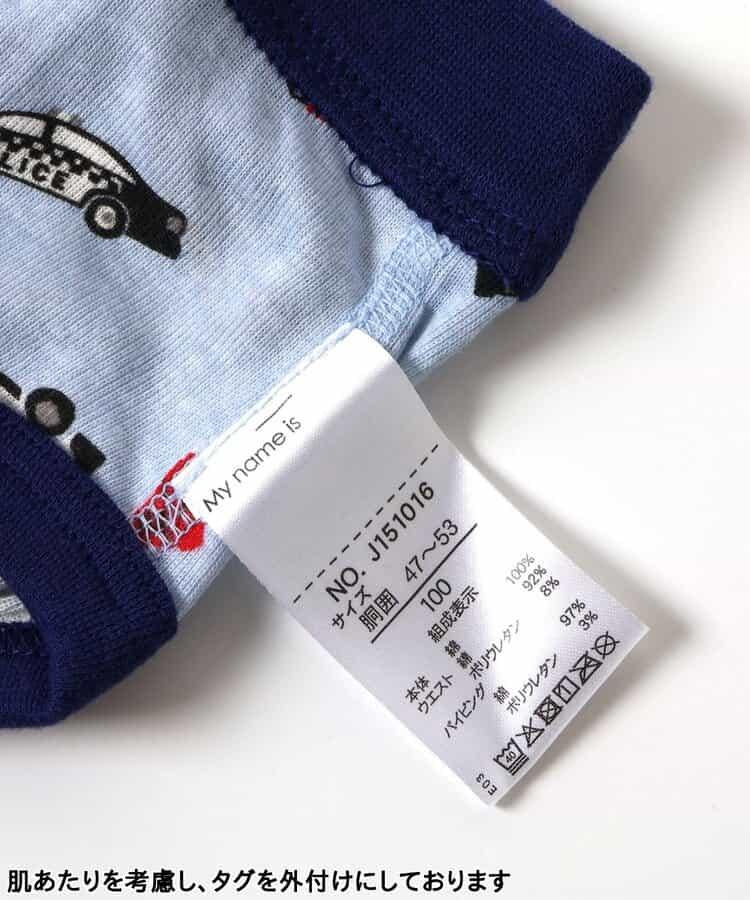 LICE
My name is
NO. J151016
サイズ
胴囲 47～53
100
組成表示
本体 綿 100%
ウエスト 綿 92%
ポリウレタン 8%
パイピング 綿 97%
ポリウレタン 3%
40
E 03
肌あたりを考慮し､タグを外付けにしております